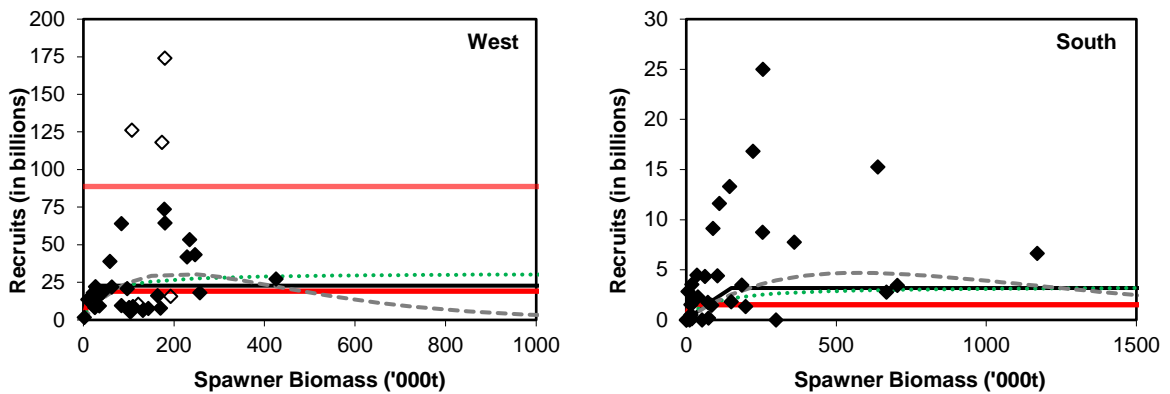 West
Recruits (in billions)
200
175
150
125
100
75
50
25
0
0 200 400 600 800 1000
Spawner Biomass ('000t)
South
Recruits (in billions)
30
25
20
15
10
5
0
0 500 1000 1500
Spawner Biomass ('000t)